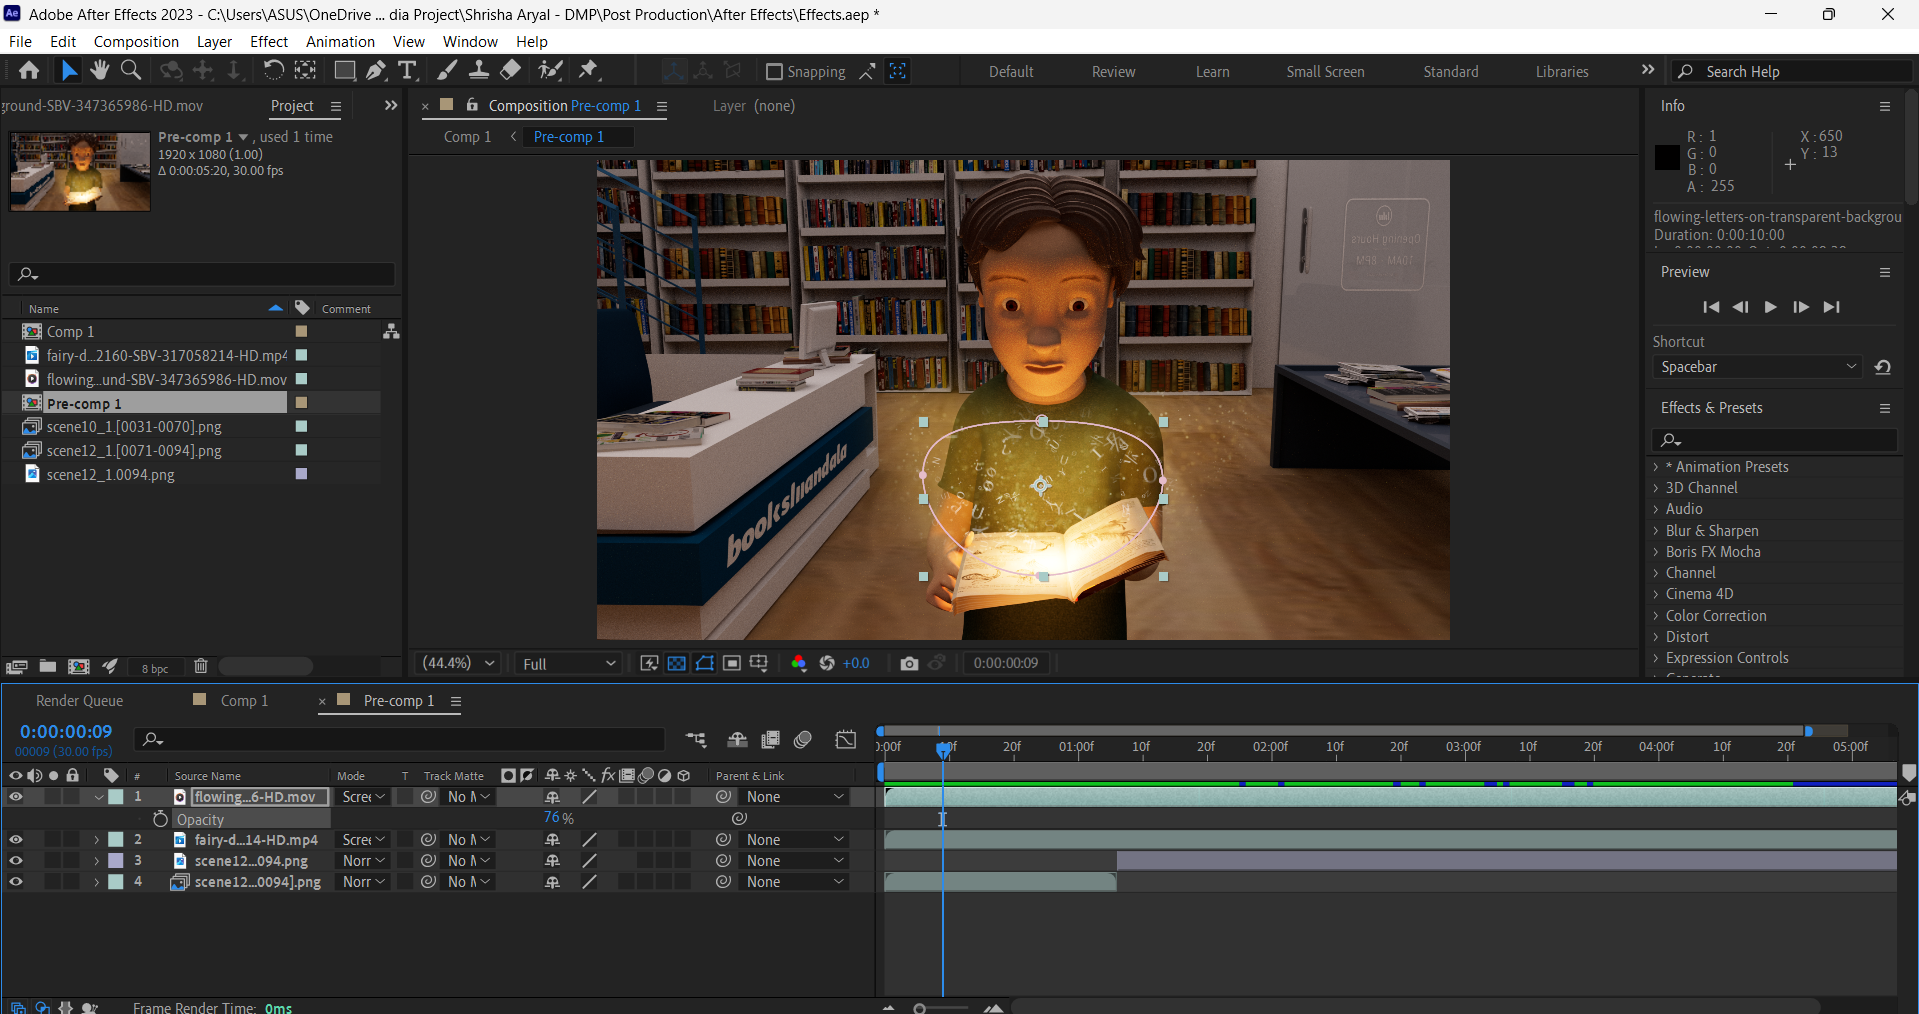 Adobe After Effects 2023 - C:\Users\ASUS\OneDrive ... dia Project\Shrisha Aryal - DMP\Post Production\After Effects\Effects.aep *
File Edit Composition Layer Effect Animation View Window Help
Snapping Default Review Learn Small Screen Standard Libraries Search Help
ground-SBV-347365986-HD.mov Project
Pre-comp 1 , used 1 time
1920 x 1080 (1.00)
Δ 0:00:05:20, 30.00 fps
Name Comment
Comp 1
fairy-d...2160-SBV-317058214-HD.mp4
flowing...und-SBV-347365986-HD.mov
Pre-comp 1
scene10_1.[0031-0070].png
scene12_1.[0071-0094].png
scene12_1.0094.png
8 bpc
Composition Pre-comp 1 Layer (none)
Comp 1 Pre-comp 1
bookshandala
(44.4%) Full +0.0 0:00:00:09
Info
R: 1 X: 650
G: 0 Y: 13
B: 0
A: 255
flowing-letters-on-transparent-backgrou
Duration: 0:00:10:00
Preview
Shortcut
Spacebar
Effects & Presets
* Animation Presets
3D Channel
Audio
Blur & Sharpen
Boris FX Mocha
Channel
Cinema 4D
Color Correction
Distort
Expression Controls
Render Queue Comp 1 Pre-comp 1
0:00:00:09
00009 (30.00 fps)
20f 01:00f 10f 20f 02:00f 10f 20f 03:00f 10f 20f 04:00f 10f 20f 05:00f
# Source Name Mode T Track Matte fx Parent & Link
1 flowing...6-HD.mov Scree No M None
Opacity 76 %
2 fairy-d...14-HD.mp4 Scree No M None
3 scene12...094.png Norr No M None
4 scene12...0094].png Norr No M None
Frame Render Time: 0ms